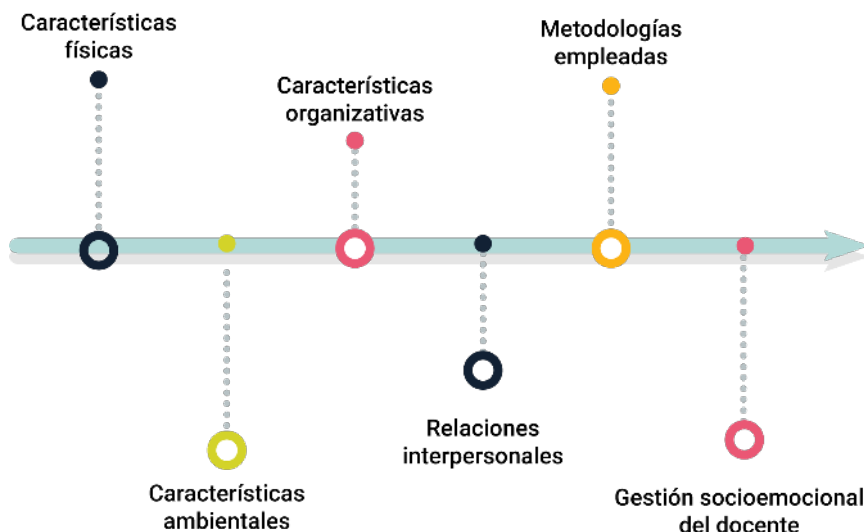 Características
físicas
Características
ambientales
Características
organizativas
Relaciones
interpersonales
Metodologías
empleadas
Gestión socioemocional
del docente